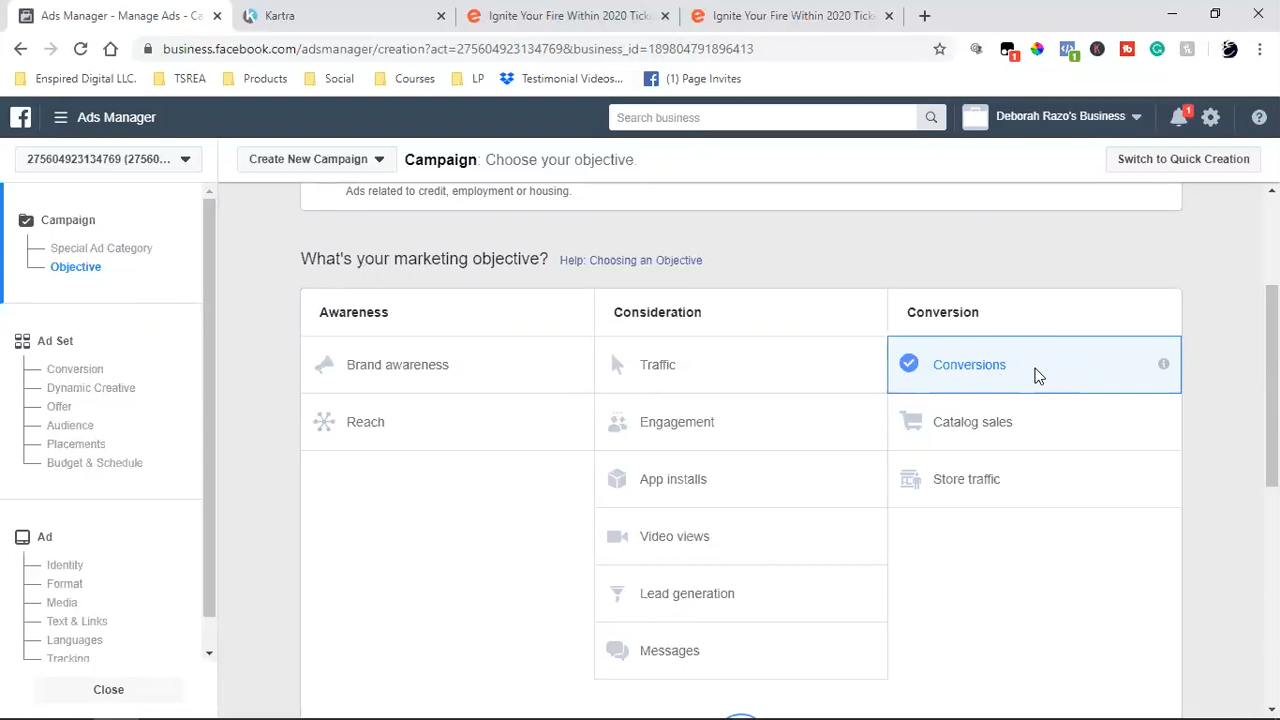 Ads Manager - Manage Ads - Ca
Kartra
Ignite Your Fire Within 2020 Ticke
Ignite Your Fire Within 2020 Ticke
business.facebook.com/adsmanager/creation?act=275604923134769&business_id=189804791896413
Enspired Digital LLC.
TSREA
Products
Social
Courses
LP
Testimonial Videos...
(1) Page Invites
Ads Manager
Search business
Deborah Razo's Business
1
275604923134769 (27560...
Create New Campaign
Campaign: Choose your objective.
Switch to Quick Creation
Ads related to credit, employment or housing.
Campaign
Special Ad Category
Objective
What's your marketing objective? Help: Choosing an Objective
Awareness
Consideration
Conversion
Brand awareness
Traffic
Conversions
Reach
Engagement
Catalog sales
App installs
Store traffic
Video views
Lead generation
Messages
Ad Set
Conversion
Dynamic Creative
Offer
Audience
Placements
Budget & Schedule
Ad
Identity
Format
Media
Text & Links
Languages
Tracking
Close